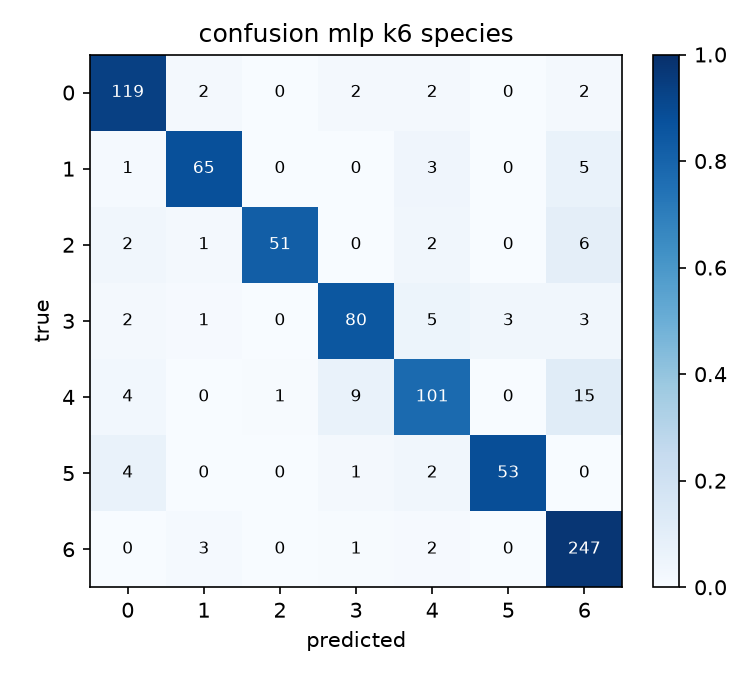 confusion mlp k6 species
0 119 2 0 2 2 0 2
1 1 65 0 0 3 0 5
2 2 1 51 0 2 0 6
3 2 1 0 80 5 3 3
4 4 0 1 9 101 0 15
5 4 0 0 1 2 53 0
6 0 3 0 1 2 0 247
0 1 2 3 4 5 6
predicted
true
1.0
0.8
0.6
0.4
0.2
0.0